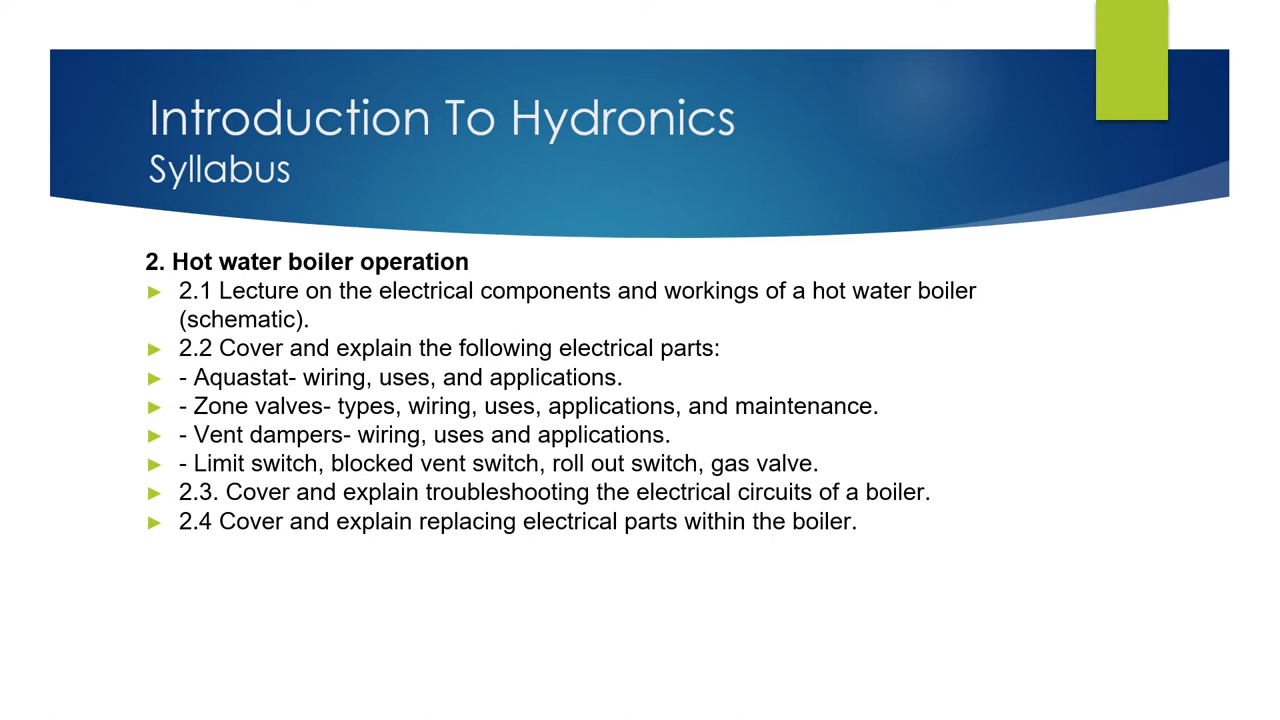 Introduction To Hydronics
Syllabus
2. Hot water boiler operation
2.1 Lecture on the electrical components and workings of a hot water boiler
(schematic).
2.2 Cover and explain the following electrical parts:
- Aquastat- wiring, uses, and applications.
- Zone valves- types, wiring, uses, applications, and maintenance.
- Vent dampers- wiring, uses and applications.
- Limit switch, blocked vent switch, roll out switch, gas valve.
2.3. Cover and explain troubleshooting the electrical circuits of a boiler.
2.4 Cover and explain replacing electrical parts within the boiler.